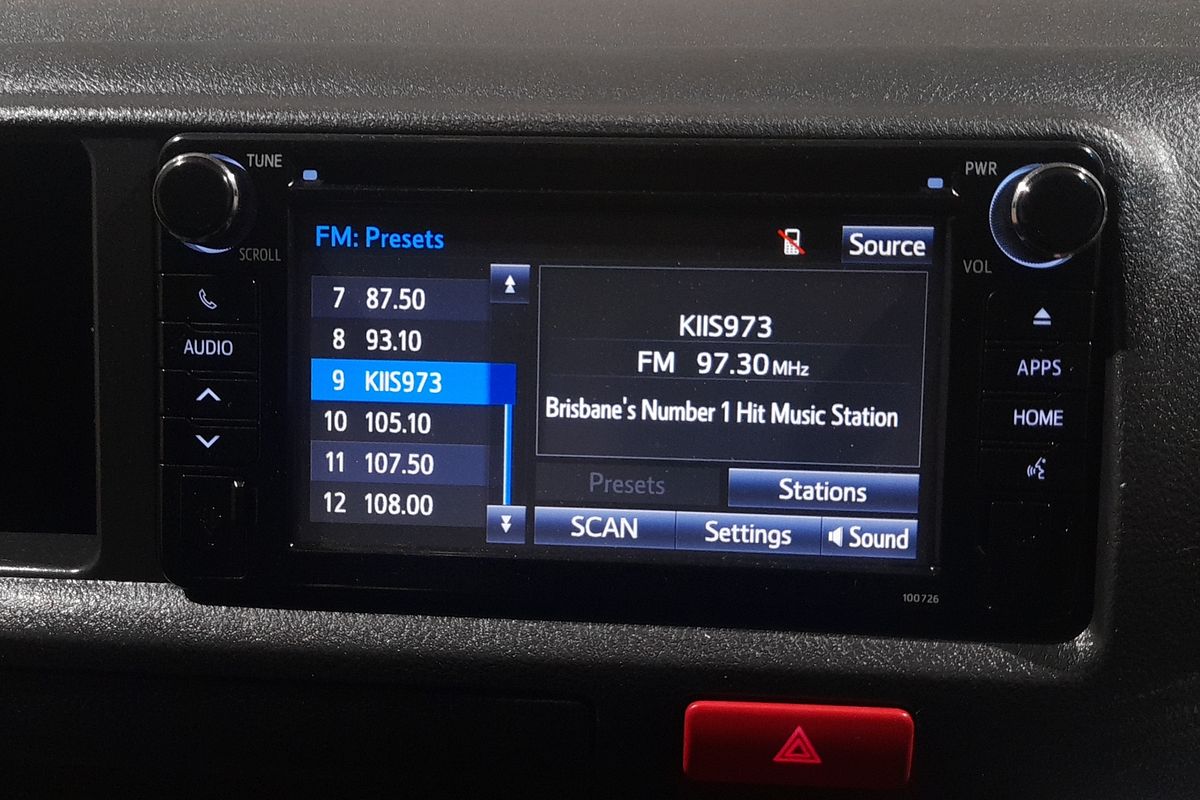 TUNE
PWR
SCROLL
VOL
AUDIO
APPS
HOME
FM: Presets
Source
7 87.50
8 93.10
9 KIIS973
10 105.10
11 107.50
12 108.00
KIIS973
FM 97.30 MHz
Brisbane's Number 1 Hit Music Station
Presets
Stations
SCAN
Settings
Sound
100726